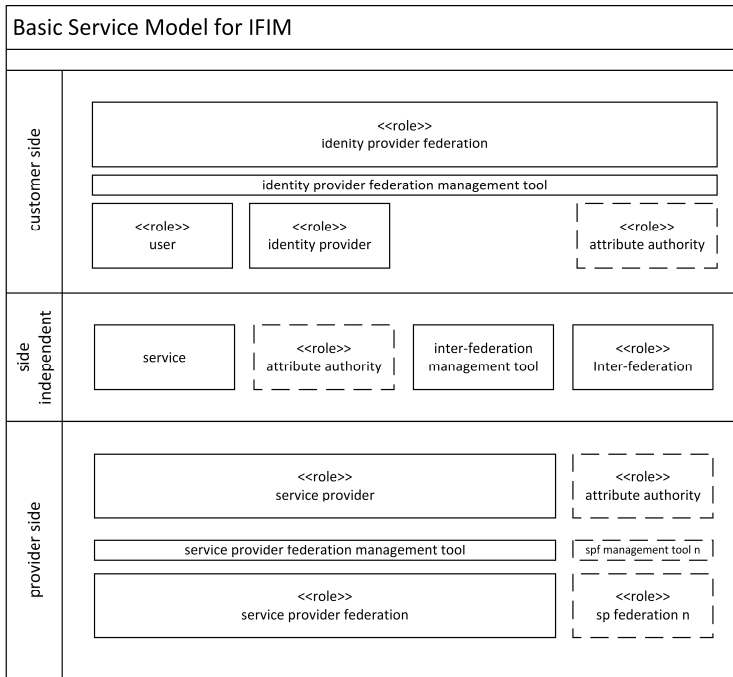 Basic Service Model for IFIM
customer side
<<role>>
idenity provider federation
identity provider federation management tool
<<role>>
user
<<role>>
identity provider
<<role>>
attribute authority
side
independent
service
<<role>>
attribute authority
inter-federation
management tool
<<role>>
Inter-federation
provider side
<<role>>
service provider
<<role>>
attribute authority
service provider federation management tool
spf management tool n
<<role>>
service provider federation
<<role>>
sp federation n